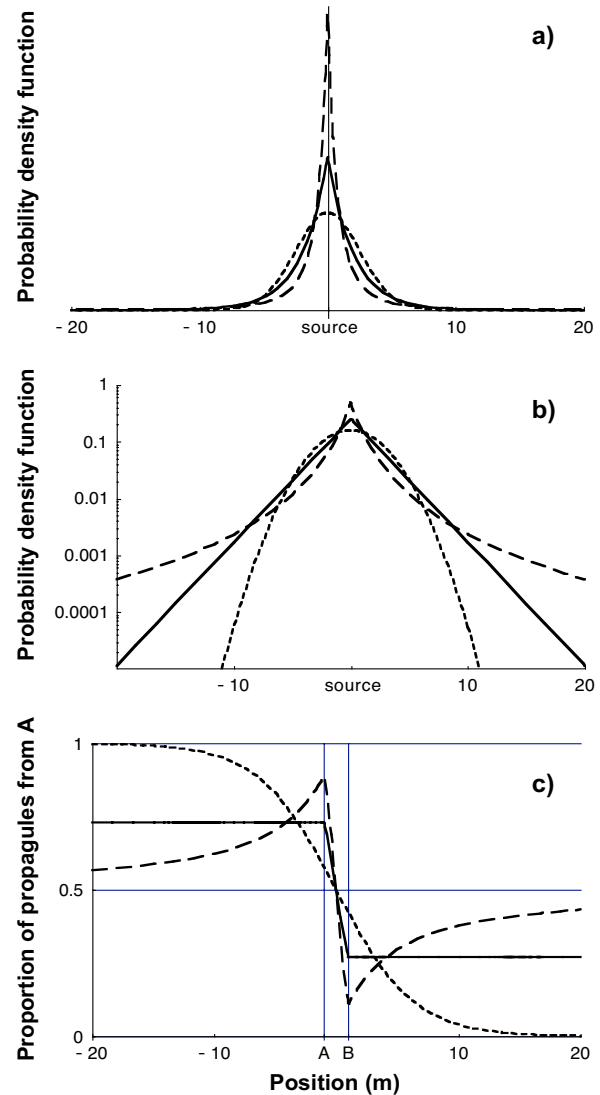 a)
Probability density function
- 20
- 10
source
10
20
b)
Probability density function
1
0.1
0.01
0.001
0.0001
- 10
source
10
20
c)
Proportion of propagules from A
1
0.5
0
- 20
- 10
A
B
10
20
Position (m)